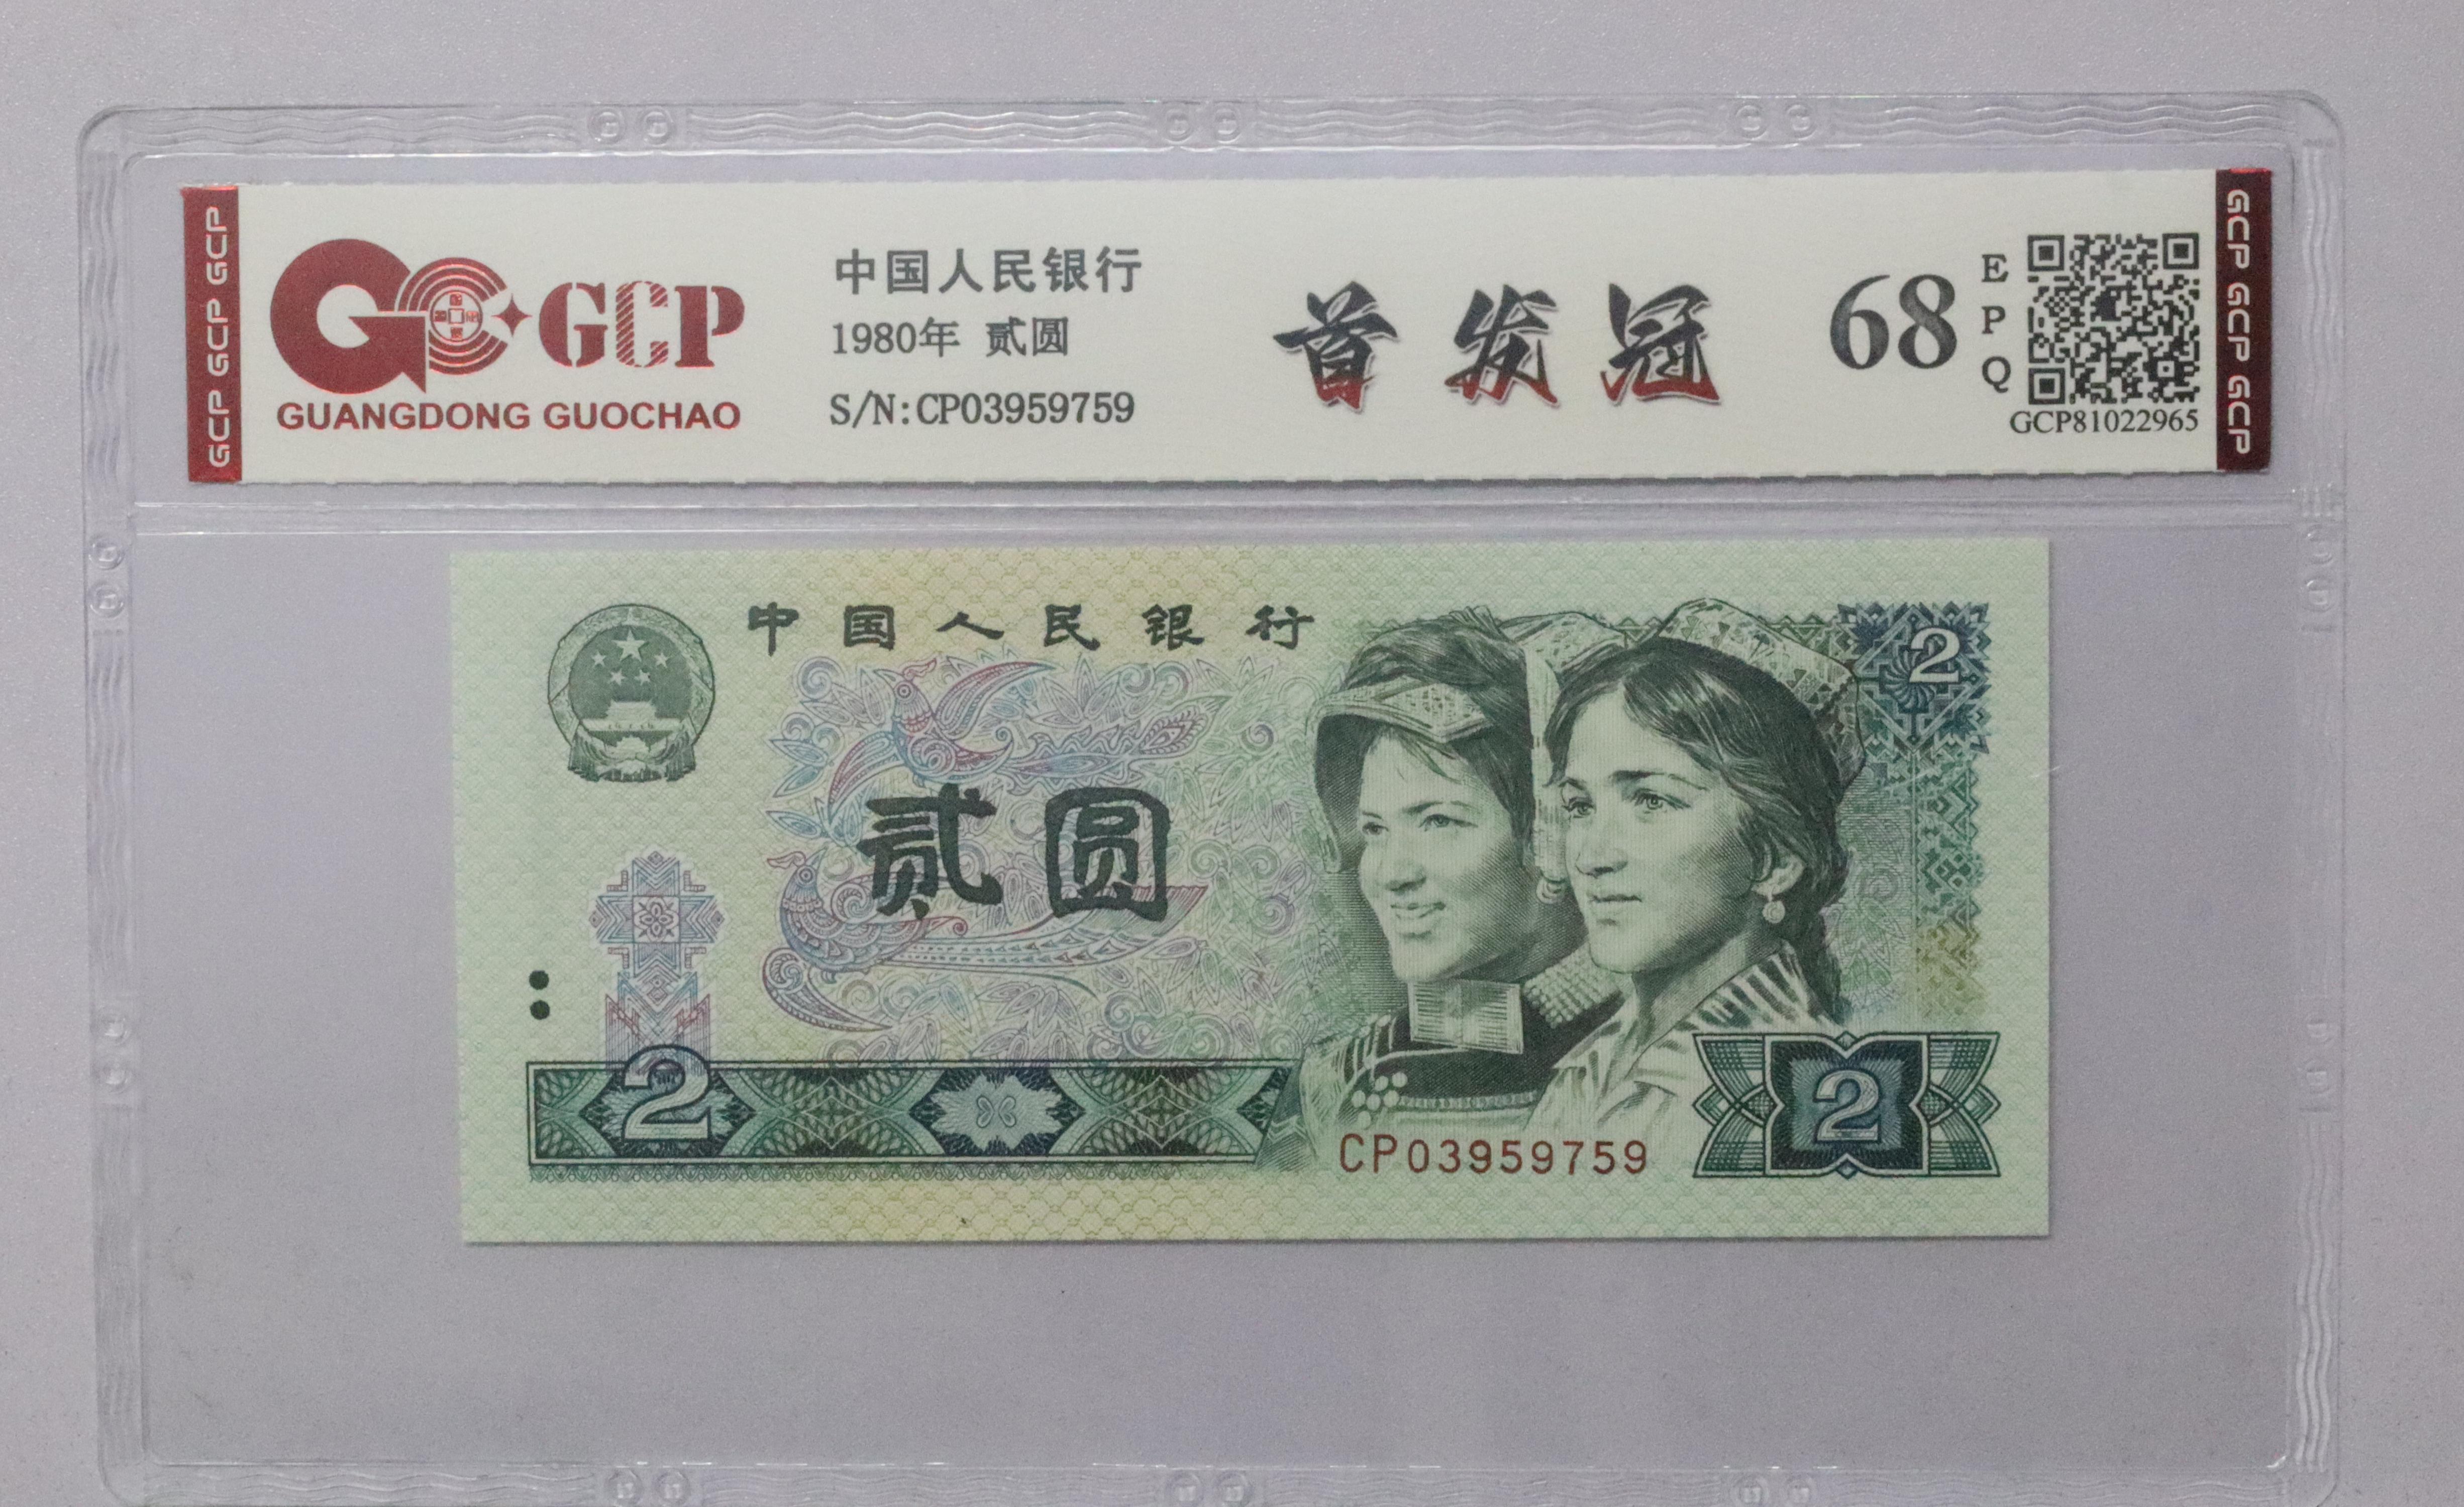 GCP GCP GCP
GCP
GUANGDONG GUOCHAO
中国人民银行
1980年 贰圆
S/N:CP03959759
首发冠
68
E
P
Q
GCP81022965
GCP GCP GCP
中国人民银行
2
贰圆
2
2
CP03959759